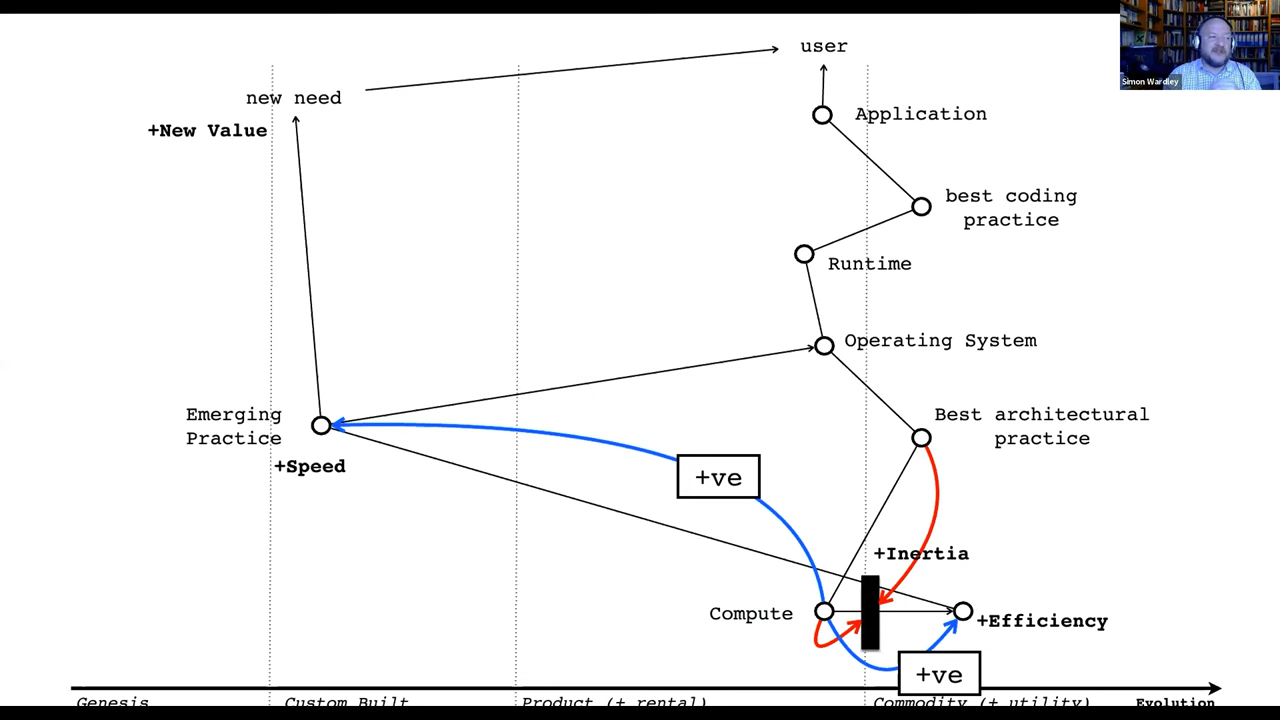 user
Simon Wardley
new need
+New Value
Application
best coding
practice
Runtime
Operating System
Emerging
Practice
+Speed
Best architectural
practice
+ve
+Inertia
Compute
+Efficiency
+ve
Genesis
Custom Built
Product (+ rental)
Commodity (+ utility)
Evolution